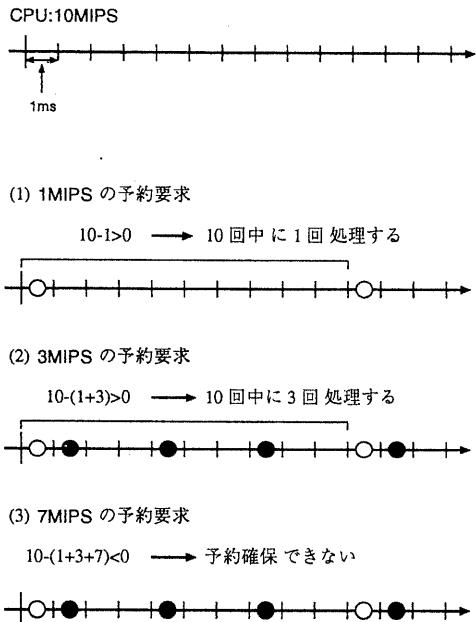 CPU:10MIPS
1ms
(1) 1MIPS の予約要求
10-1>0 → 10 回中 に 1 回 処理する
(2) 3MIPS の予約要求
10-(1+3)>0 → 10 回中に 3 回 処理する
(3) 7MIPS の予約要求
10-(1+3+7)<0 → 予約確保 できない